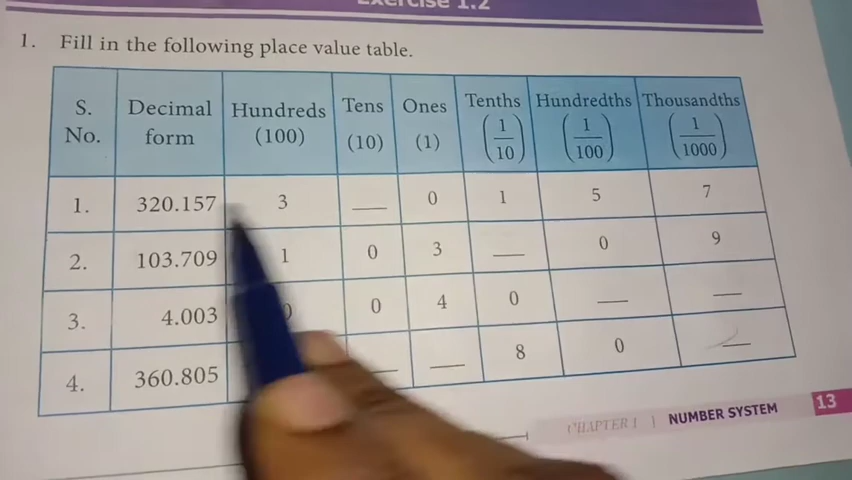 Exercise 1.2
1. Fill in the following place value table.
S. No. Decimal form Hundreds (100) Tens (10) Ones (1) Tenths (1/10) Hundredths (1/100) Thousandths (1/1000)
1. 320.157 3 ___ 0 1 5 7
2. 103.709 1 0 3 ___ 0 9
3. 4.003 0 0 4 0 ___ ___
4. 360.805 ___ ___ 8 0 ___
CHAPTER 1 | NUMBER SYSTEM 13